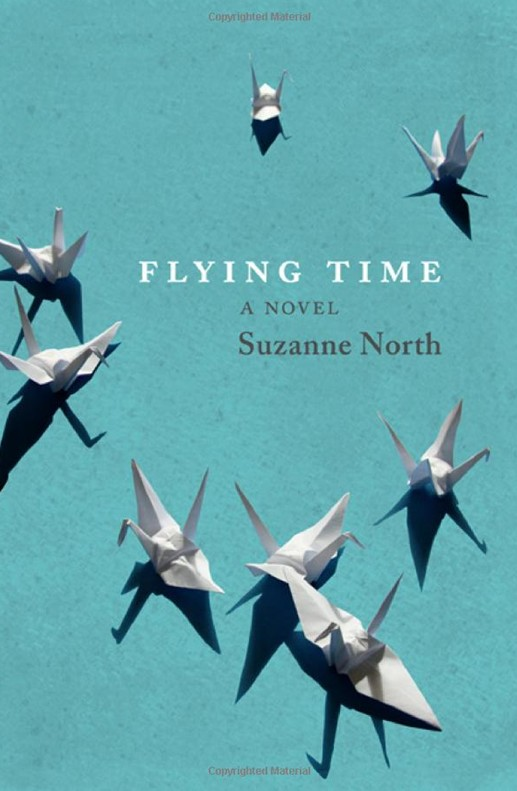 Copyrighted Material
FLYING TIME
A NOVEL
Suzanne North
Copyrighted Material